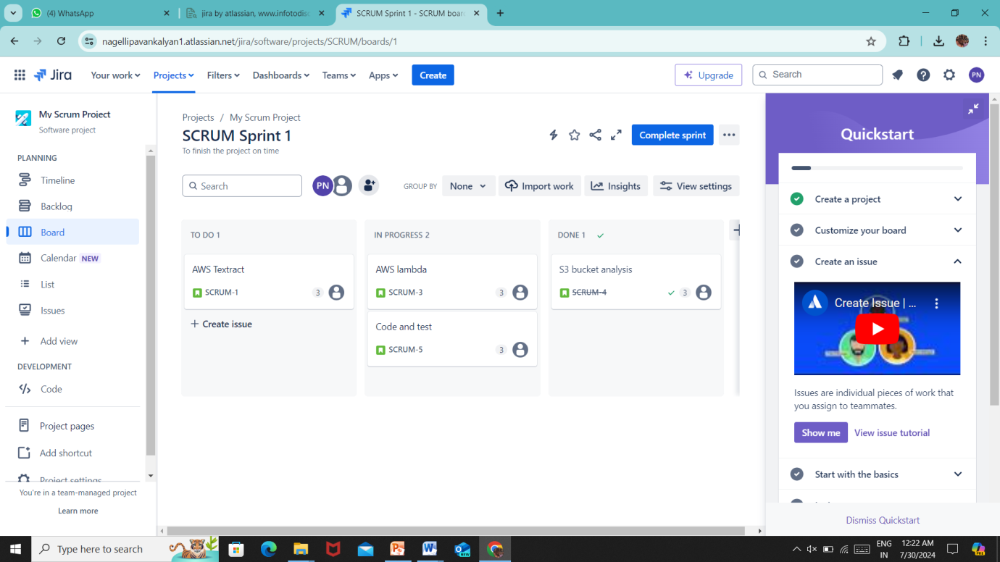 (4) WhatsApp
jira by atlassian, www.infotodisc
SCRUM Sprint 1 - SCRUM board
nagellipavankalyan1.atlassian.net/jira/software/projects/SCRUM/boards/1
Jira
Your work
Projects
Filters
Dashboards
Teams
Apps
Create
Upgrade
Search
PN
My Scrum Project
Software project
PLANNING
Timeline
Backlog
Board
Calendar NEW
List
Issues
Add view
DEVELOPMENT
Code
Project pages
Add shortcut
Project settings
You're in a team-managed project
Learn more
Projects / My Scrum Project
SCRUM Sprint 1
To finish the project on time
Complete sprint
Search
PN
GROUP BY
None
Import work
Insights
View settings
TO DO 1
AWS Textract
SCRUM-1
3
Create issue
IN PROGRESS 2
AWS lambda
SCRUM-3
3
Code and test
SCRUM-5
3
DONE 1
S3 bucket analysis
SCRUM-4
3
Quickstart
Create a project
Customize your board
Create an issue
Create Issue | ...
Issues are individual pieces of work that
you assign to teammates.
Show me
View issue tutorial
Start with the basics
Dismiss Quickstart
Type here to search
ENG
IN
12:22 AM
7/30/2024